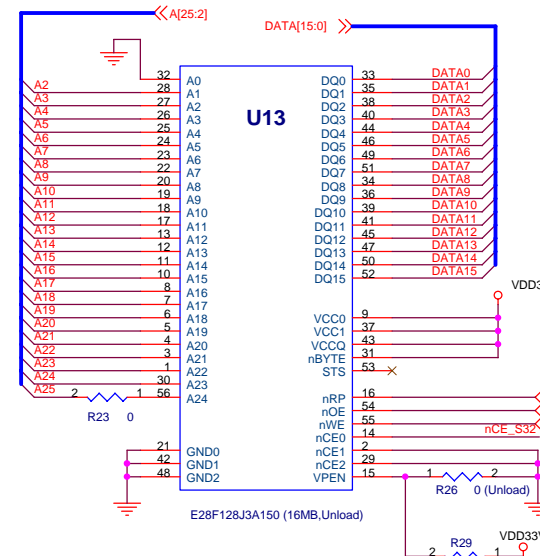 A[25:2]
DATA[15:0]
U13
A2 28 A1
A3 27 A2
A4 26 A3
A5 25 A4
A6 24 A5
A7 23 A6
A8 22 A7
A9 20 A8
A10 19 A9
A11 18 A10
A12 17 A11
A13 13 A12
A14 12 A13
A15 11 A14
A16 10 A15
A17 8 A16
A18 7 A17
A19 6 A18
A20 5 A19
A21 4 A20
A22 3 A21
A23 1 A22
A24 30 A23
A25 2 1 56 A24
R23 0
32 A0
21 GND0
42 GND1
48 GND2
DQ0 33 DATA0
DQ1 35 DATA1
DQ2 38 DATA2
DQ3 40 DATA3
DQ4 44 DATA4
DQ5 46 DATA5
DQ6 49 DATA6
DQ7 51 DATA7
DQ8 34 DATA8
DQ9 36 DATA9
DQ10 39 DATA10
DQ11 41 DATA11
DQ12 45 DATA12
DQ13 47 DATA13
DQ14 50 DATA14
DQ15 52 DATA15
VCC0 9
VCC1 37
VCCQ 43
nBYTE 31
STS 53
nRP 16
nOE 54
nWE 55
nCE0 14 nCE_S32
nCE1 2
nCE2 29
VPEN 15 1 2
R26 0 (Unload)
E28F128J3A150 (16MB,Unload)
R29
2 1